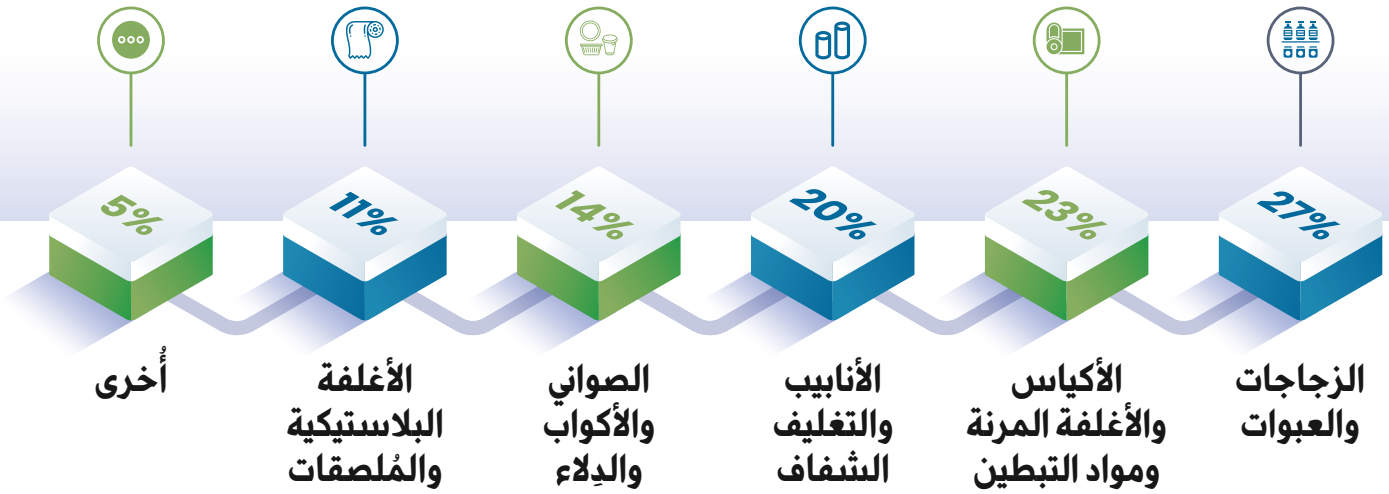 27%
الزجاجات
والعبوات
23%
الأكياس
والأغلفة المرنة
ومواد التبطين
20%
الأنابيب
والتغليف
الشفاف
14%
الصواني
والأكواب
والدِلاء
11%
الأغلفة
البلاستيكية
والمُلصقات
5%
أُخرى